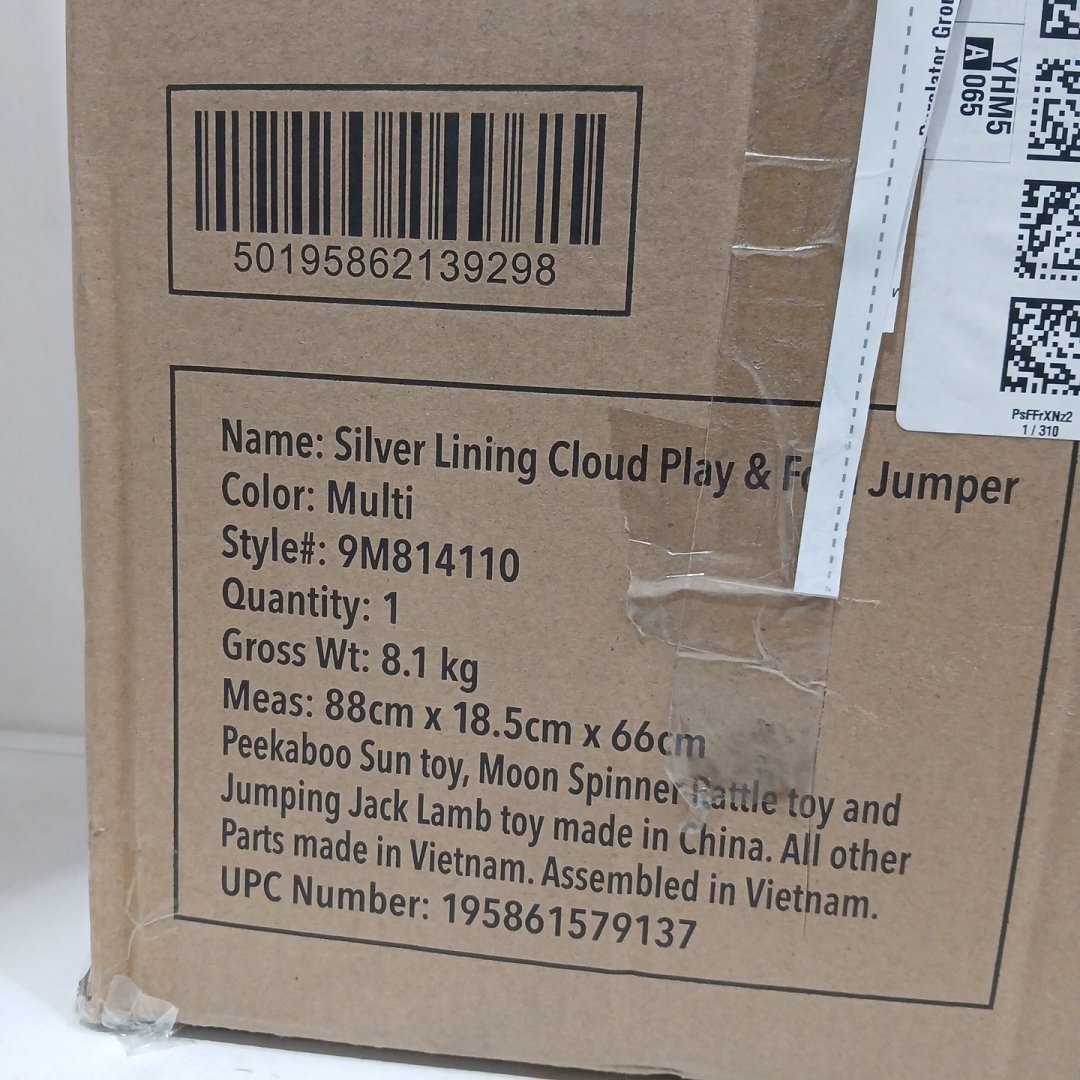 50195862139298
Name: Silver Lining Cloud Play & Jumper
Color: Multi
Style#: 9M814110
Quantity: 1
Gross Wt: 8.1 kg
Meas: 88cm x 18.5cm x 66cm
Peekaboo Sun toy, Moon Spinner Rattle toy and
Jumping Jack Lamb toy made in China. All other
Parts made in Vietnam. Assembled in Vietnam.
UPC Number: 195861579137
YHM5
A 065
PsFFrXNz2
1 / 310